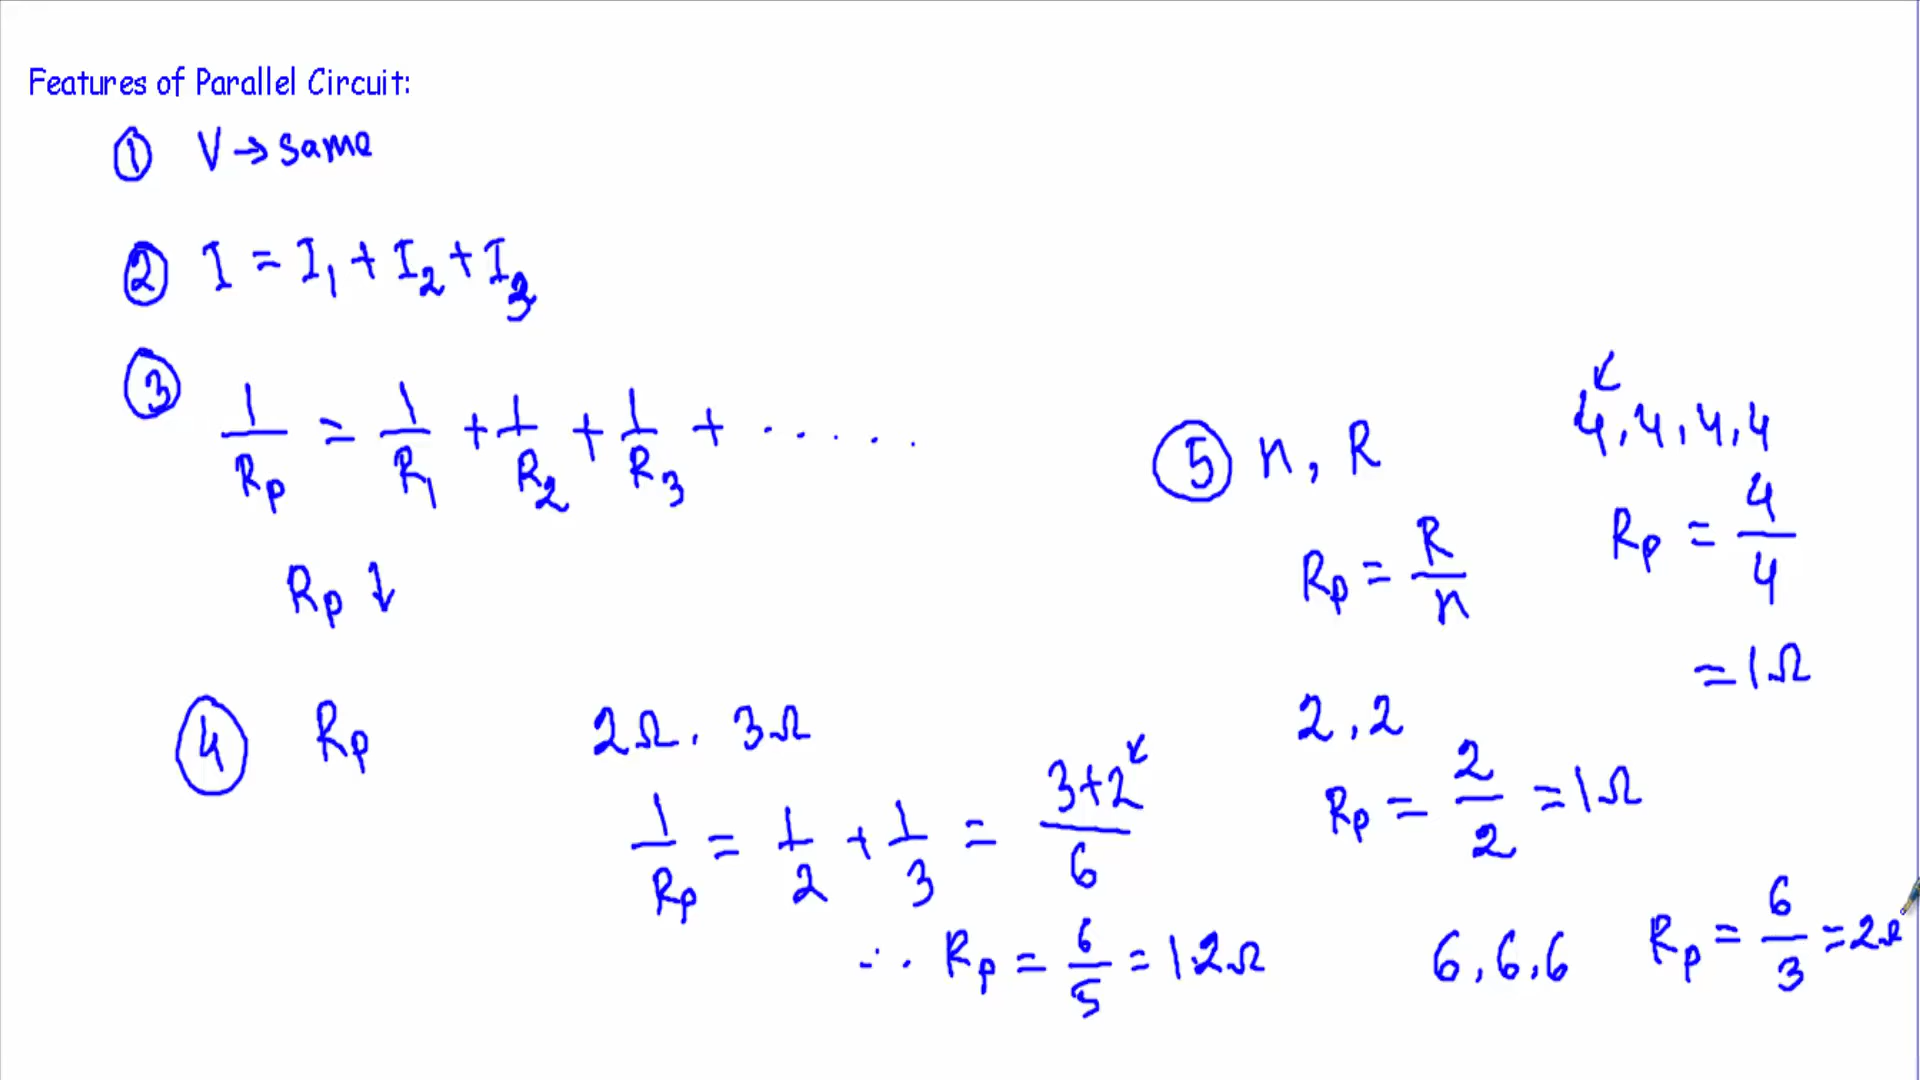 Features of Parallel Circuit:
① V → same
② I = I₁ + I₂ + I₃
③ 1/Rp = 1/R₁ + 1/R₂ + 1/R₃ + ......
Rp ↓
④ Rp
2Ω, 3Ω
1/Rp = 1/2 + 1/3 = (3+2)/6
∴ Rp = 6/5 = 1.2Ω
⑤ n, R
Rp = R/n
4, 4, 4, 4
Rp = 4/4
= 1Ω
2, 2
Rp = 2/2 = 1Ω
6, 6, 6 Rp = 6/3 = 2Ω